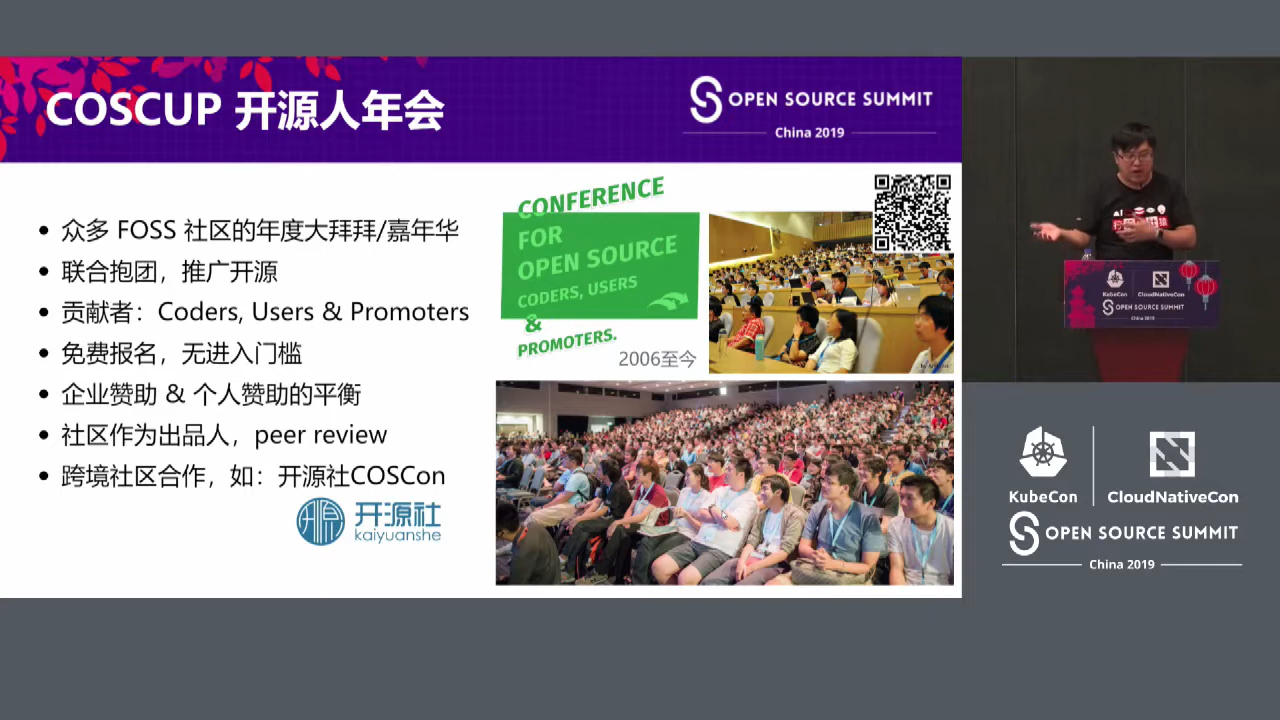 COSCUP 开源人年会
OPEN SOURCE SUMMIT
China 2019
• 众多 FOSS 社区的年度大拜拜/嘉年华
• 联合抱团，推广开源
• 贡献者：Coders, Users & Promoters
• 免费报名，无进入门槛
• 企业赞助 & 个人赞助的平衡
• 社区作为出品人，peer review
• 跨境社区合作，如：开源社COSCon
开源社
kaiyuanshe
CONFERENCE
FOR
OPEN SOURCE
CODERS, USERS
&
PROMOTERS.
2006至今
KubeCon
CloudNativeCon
OPEN SOURCE SUMMIT
China 2019
KubeCon
CloudNativeCon
OPEN SOURCE SUMMIT
China 2019